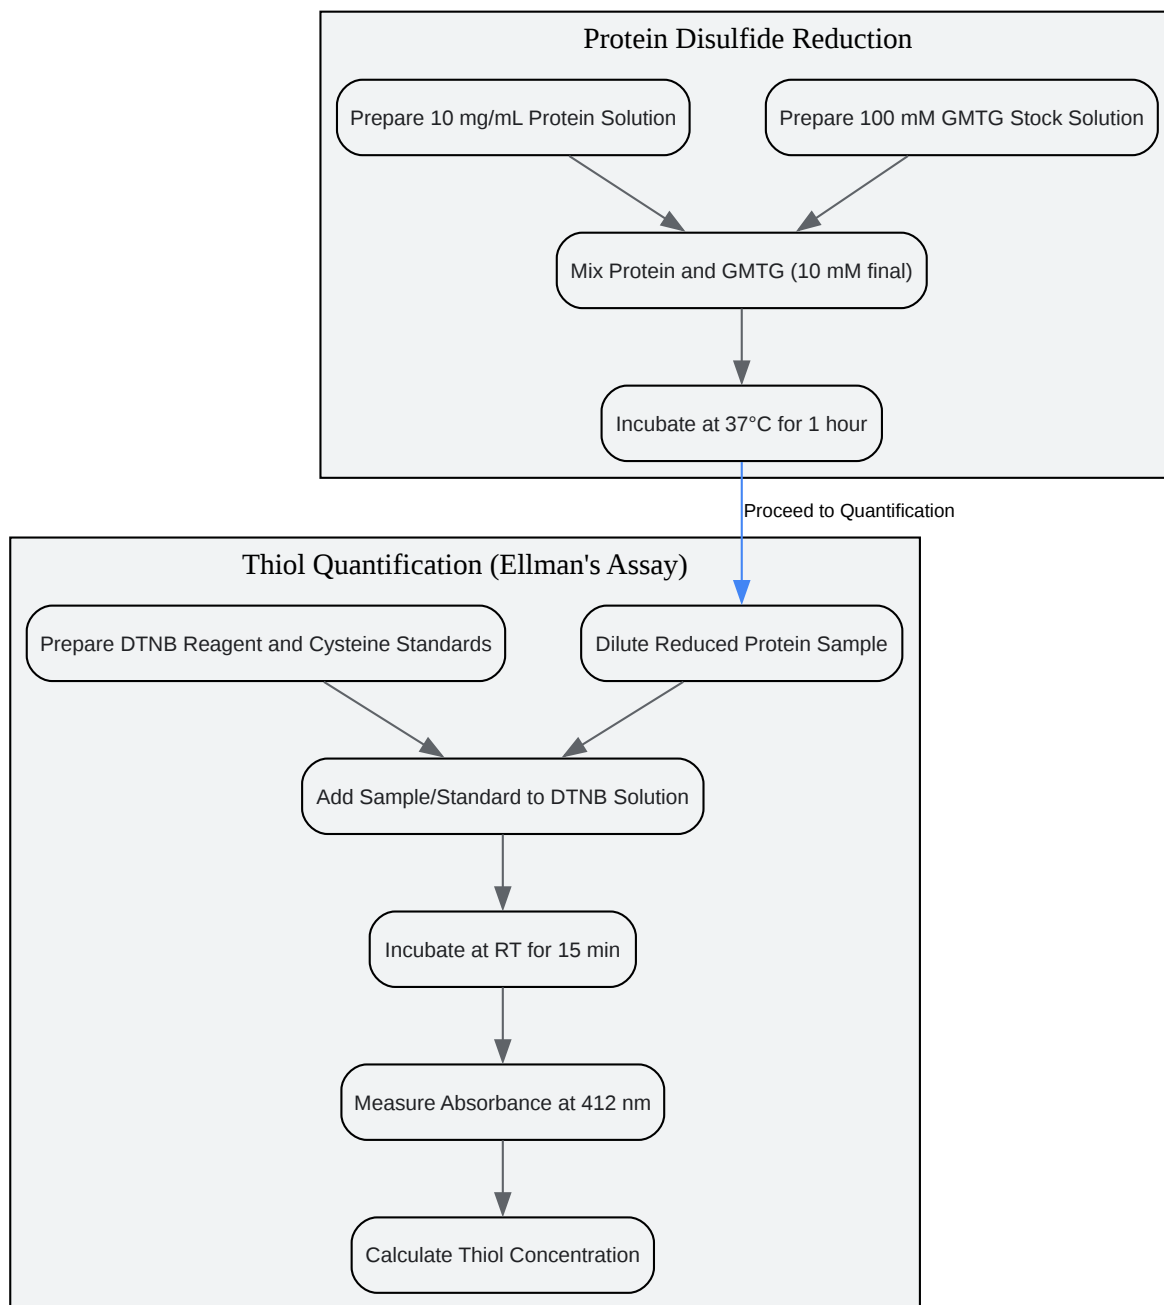 Protein Disulfide Reduction
Prepare 10 mg/mL Protein Solution
Prepare 100 mM GMTG Stock Solution
Mix Protein and GMTG (10 mM final)
Incubate at 37°C for 1 hour
Proceed to Quantification
Thiol Quantification (Ellman's Assay)
Prepare DTNB Reagent and Cysteine Standards
Dilute Reduced Protein Sample
Add Sample/Standard to DTNB Solution
Incubate at RT for 15 min
Measure Absorbance at 412 nm
Calculate Thiol Concentration